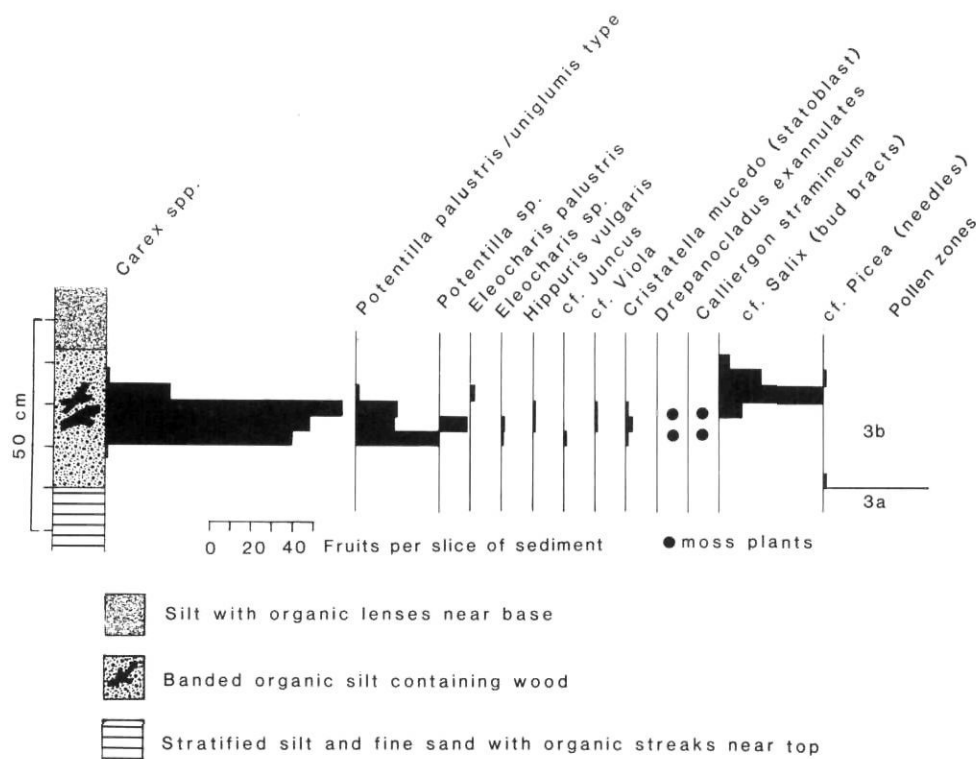 Carex spp.
Potentilla palustris/uniglumis type
Potentilla sp.
Eleocharis palustris
Eleocharis sp.
Hippuris vulgaris
cf. Juncus
cf. Viola
Cristatella mucedo (statoblast)
Drepanocladus exannulates
Calliergon stramineum
cf. Salix (bud bracts)
cf. Picea (needles)
Pollen zones
50 cm
3b
3a
0 20 40 Fruits per slice of sediment
moss plants
Silt with organic lenses near base
Banded organic silt containing wood
Stratified silt and fine sand with organic streaks near top